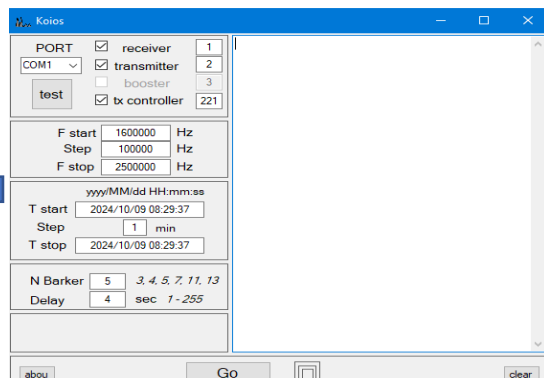 Koios
PORT
receiver 1
COM1 transmitter 2
booster 3
test
tx controller 221
F start 1600000 Hz
Step 100000 Hz
F stop 2500000 Hz
yyyy/MM/dd HH:mm:ss
T start 2024/10/09 08:29:37
Step 1 min
T stop 2024/10/09 08:29:37
N Barker 5 3, 4, 5, 7, 11, 13
Delay 4 sec 1 - 255
abou Go clear